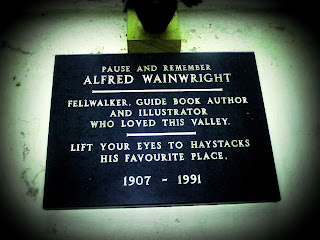 PAUSE AND REMEMBER
ALFRED WAINWRIGHT
FELLWALKER, GUIDE BOOK AUTHOR
AND ILLUSTRATOR
WHO LOVED THIS VALLEY.
LIFT YOUR EYES TO HAYSTACKS
HIS FAVOURITE PLACE.
1907 - 1991